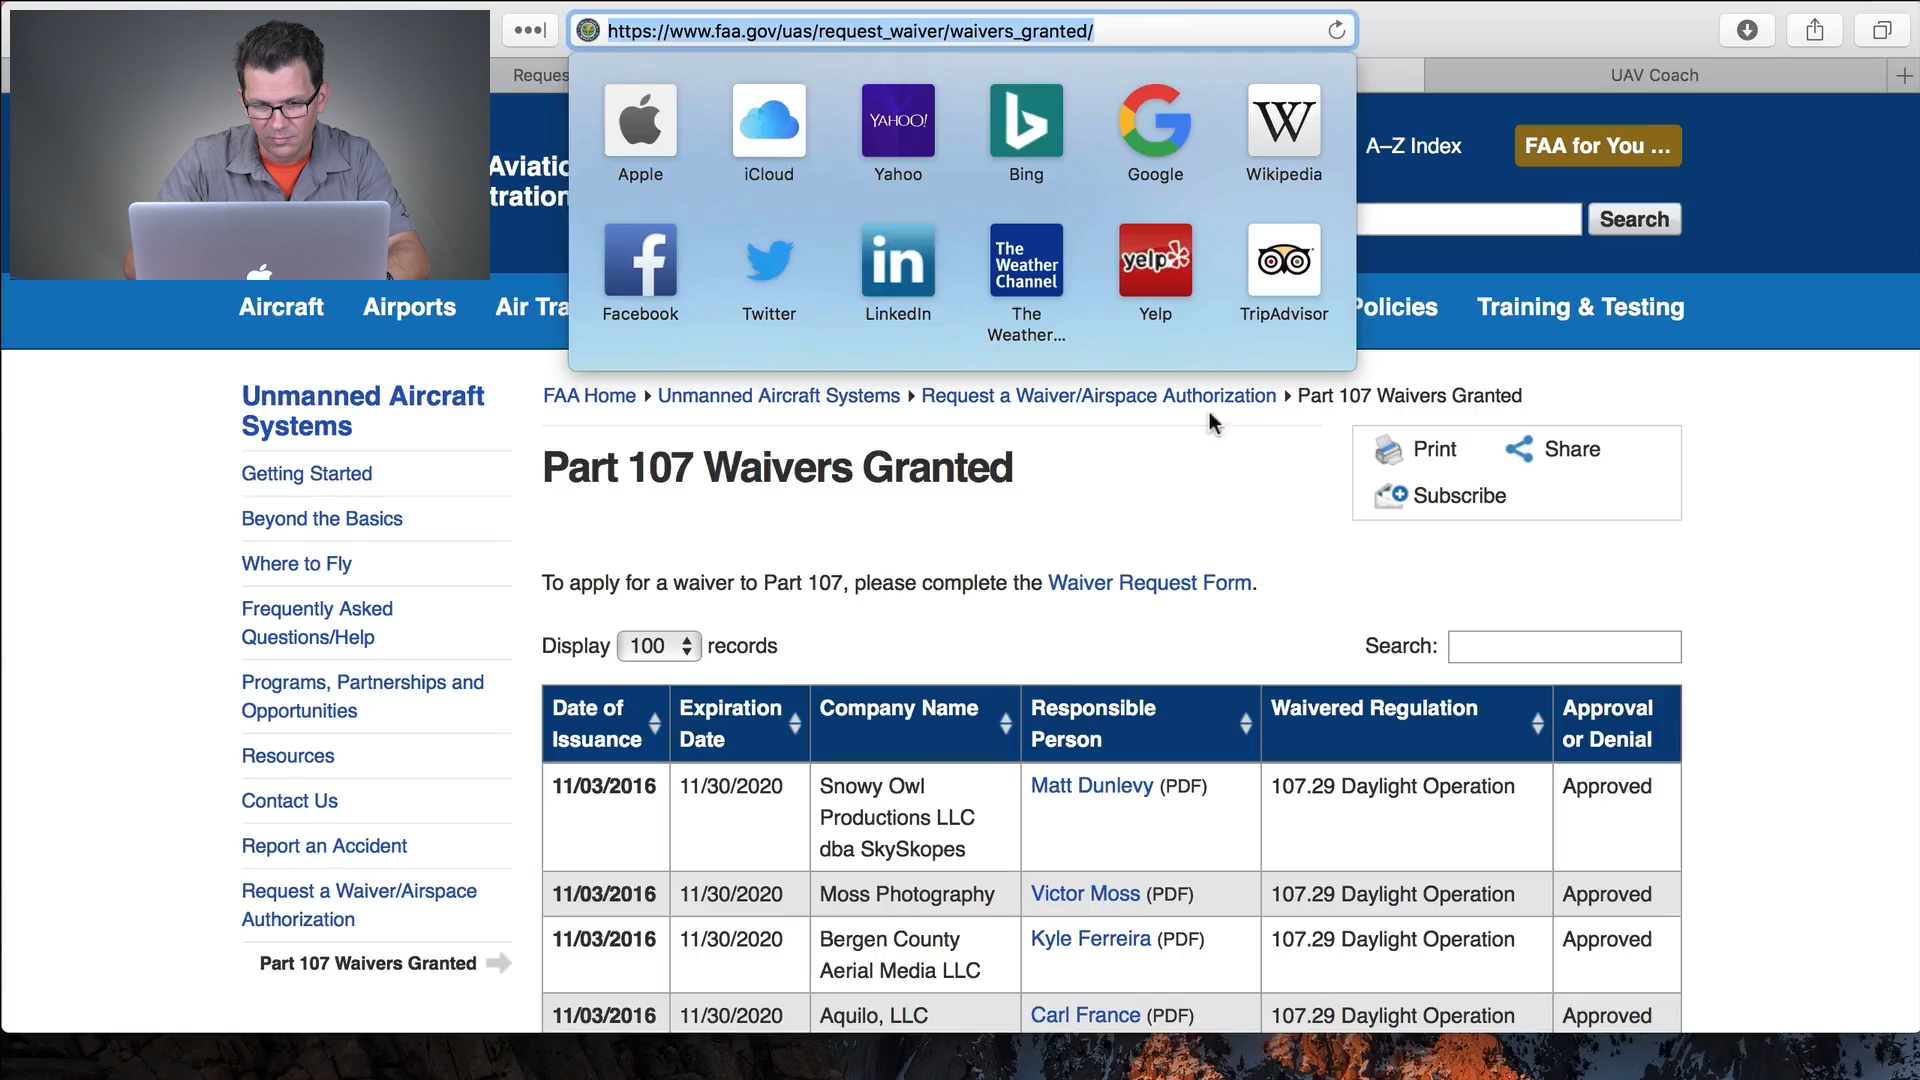 https://www.faa.gov/uas/request_waiver/waivers_granted/
Reques
UAV Coach
YAHOO!
W
Apple
iCloud
Yahoo
Bing
Google
Wikipedia
f
in
The
Weather
Channel
yelp
Facebook
Twitter
LinkedIn
The
Weather...
Yelp
TripAdvisor
Aviatio
tration
A–Z Index
FAA for You ...
Search
Aircraft
Airports
Air Tra
Policies
Training & Testing
Unmanned Aircraft
Systems
Getting Started
Beyond the Basics
Where to Fly
Frequently Asked
Questions/Help
Programs, Partnerships and
Opportunities
Resources
Contact Us
Report an Accident
Request a Waiver/Airspace
Authorization
Part 107 Waivers Granted
FAA Home Unmanned Aircraft Systems Request a Waiver/Airspace Authorization Part 107 Waivers Granted
Part 107 Waivers Granted
Print
Share
Subscribe
To apply for a waiver to Part 107, please complete the Waiver Request Form.
Display 100 records
Search:
Date of Issuance Expiration Date Company Name Responsible Person Waivered Regulation Approval or Denial
11/03/2016 11/30/2020 Snowy Owl Productions LLC dba SkySkopes Matt Dunlevy (PDF) 107.29 Daylight Operation Approved
11/03/2016 11/30/2020 Moss Photography Victor Moss (PDF) 107.29 Daylight Operation Approved
11/03/2016 11/30/2020 Bergen County Aerial Media LLC Kyle Ferreira (PDF) 107.29 Daylight Operation Approved
11/03/2016 11/30/2020 Aquilo, LLC Carl France (PDF) 107.29 Daylight Operation Approved